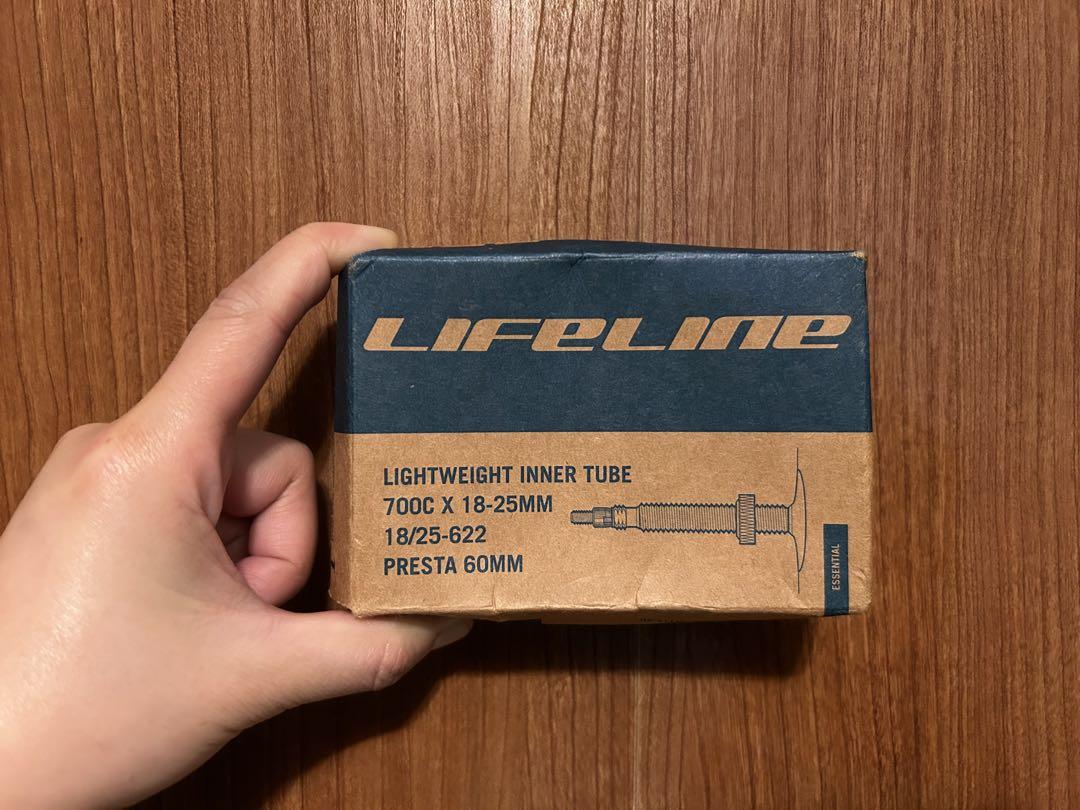 LIFELINE
LIGHTWEIGHT INNER TUBE
700C X 18-25MM
18/25-622
PRESTA 60MM
ESSENTIAL